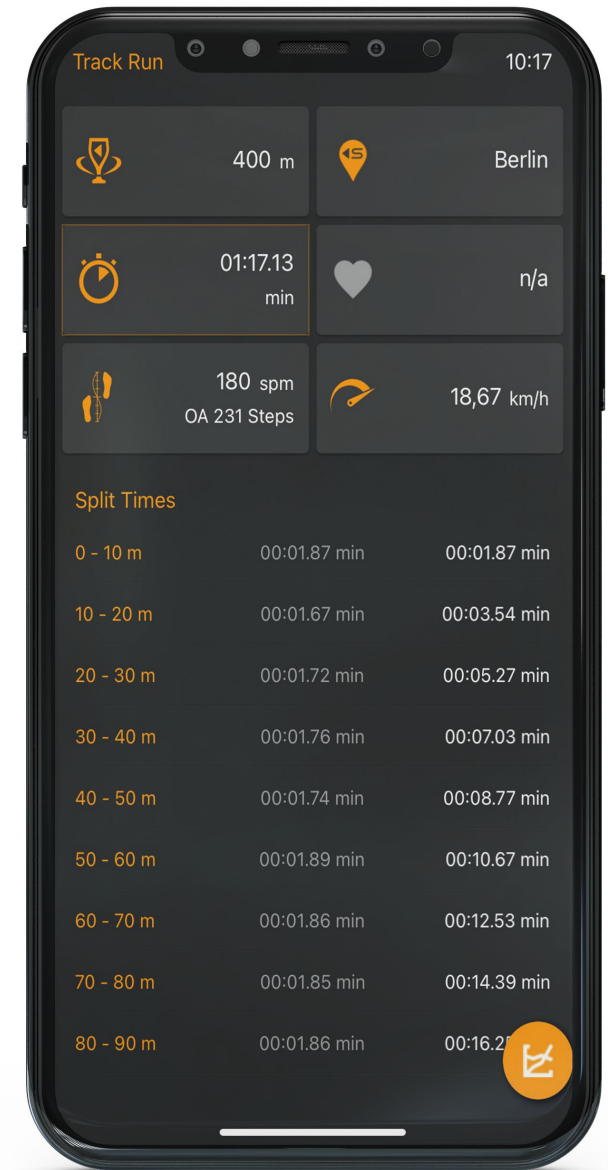 Track Run 10:17
400 m
S
Berlin
01:17.13
min
n/a
180 spm
OA 231 Steps
18,67 km/h
Split Times
0 - 10 m 00:01.87 min 00:01.87 min
10 - 20 m 00:01.67 min 00:03.54 min
20 - 30 m 00:01.72 min 00:05.27 min
30 - 40 m 00:01.76 min 00:07.03 min
40 - 50 m 00:01.74 min 00:08.77 min
50 - 60 m 00:01.89 min 00:10.67 min
60 - 70 m 00:01.86 min 00:12.53 min
70 - 80 m 00:01.85 min 00:14.39 min
80 - 90 m 00:01.86 min